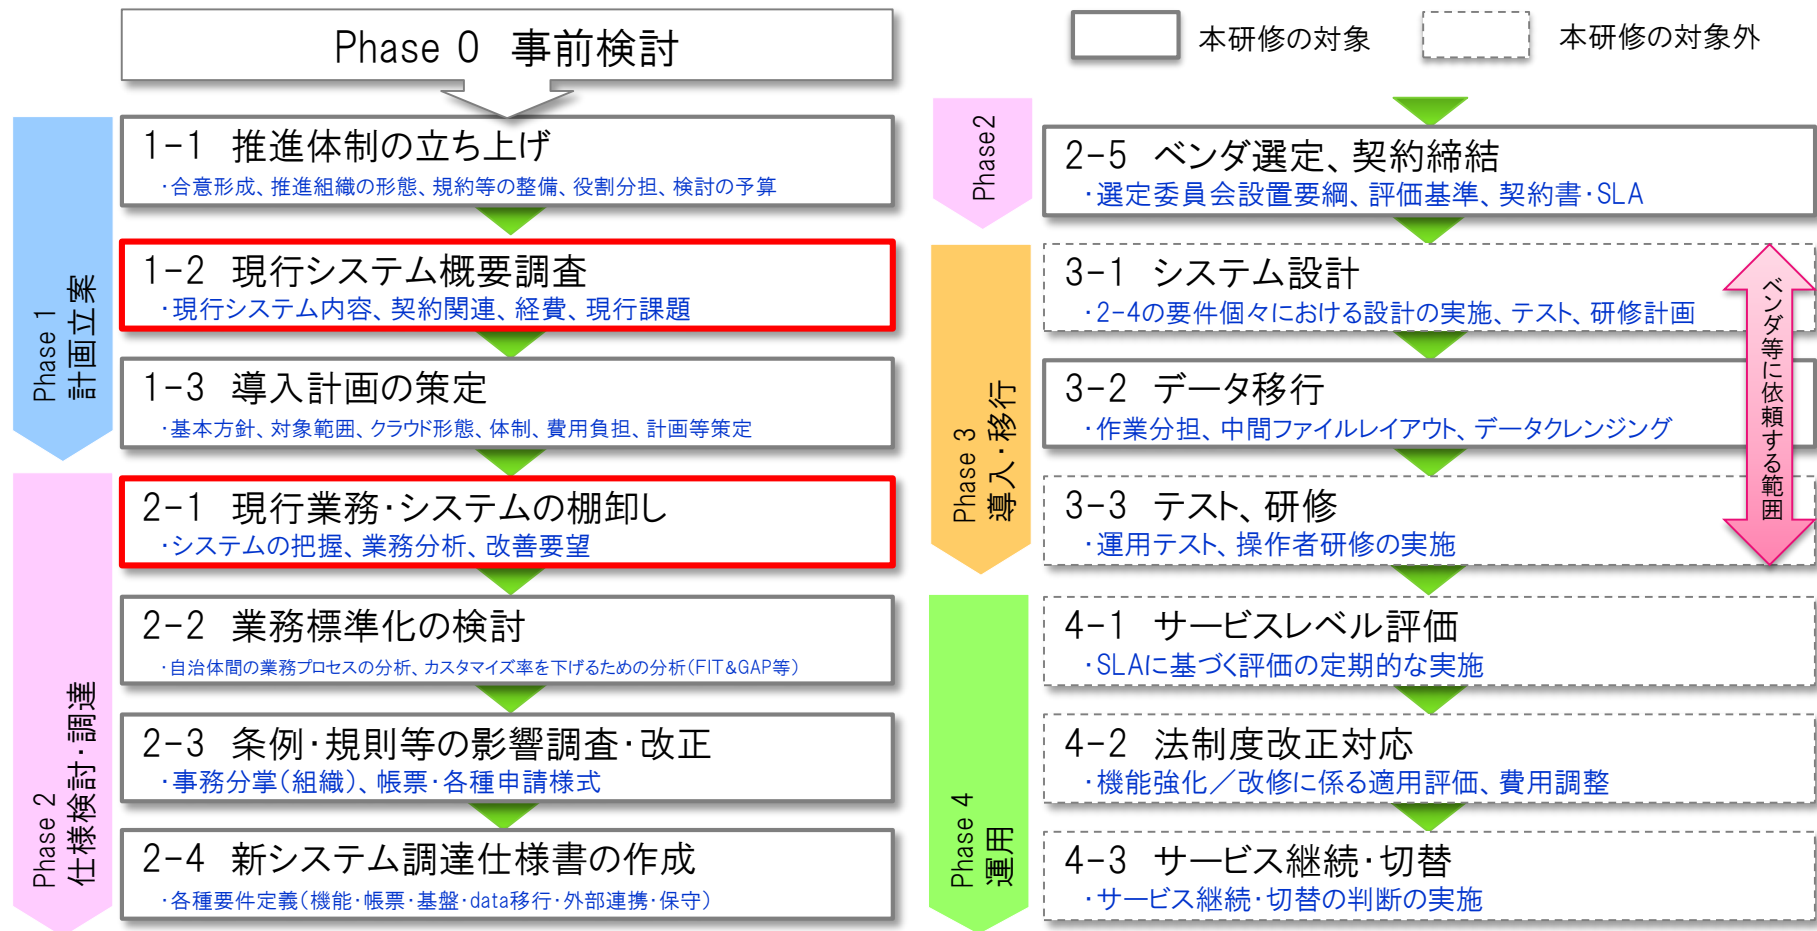 Phase 0 事前検討
本研修の対象
本研修の対象外
Phase 1
計画立案
1-1 推進体制の立ち上げ
・合意形成、推進組織の形態、規約等の整備、役割分担、検討の予算
1-2 現行システム概要調査
・現行システム内容、契約関連、経費、現行課題
1-3 導入計画の策定
・基本方針、対象範囲、クラウド形態、体制、費用負担、計画等策定
Phase 2
仕様検討・調達
2-1 現行業務・システムの棚卸し
・システムの把握、業務分析、改善要望
2-2 業務標準化の検討
・自治体間の業務プロセスの分析、カスタマイズ率を下げるための分析(FIT&GAP等)
2-3 条例・規則等の影響調査・改正
・事務分掌(組織)、帳票・各種申請様式
2-4 新システム調達仕様書の作成
・各種要件定義(機能・帳票・基盤・data移行・外部連携・保守)
Phase2
2-5 ベンダ選定、契約締結
・選定委員会設置要綱、評価基準、契約書・SLA
Phase 3
導入・移行
3-1 システム設計
・2-4の要件個々における設計の実施、テスト、研修計画
3-2 データ移行
・作業分担、中間ファイルレイアウト、データクレンジング
3-3 テスト、研修
・運用テスト、操作者研修の実施
ベンダ等に依頼する範囲
Phase 4
運用
4-1 サービスレベル評価
・SLAに基づく評価の定期的な実施
4-2 法制度改正対応
・機能強化／改修に係る適用評価、費用調整
4-3 サービス継続・切替
・サービス継続・切替の判断の実施